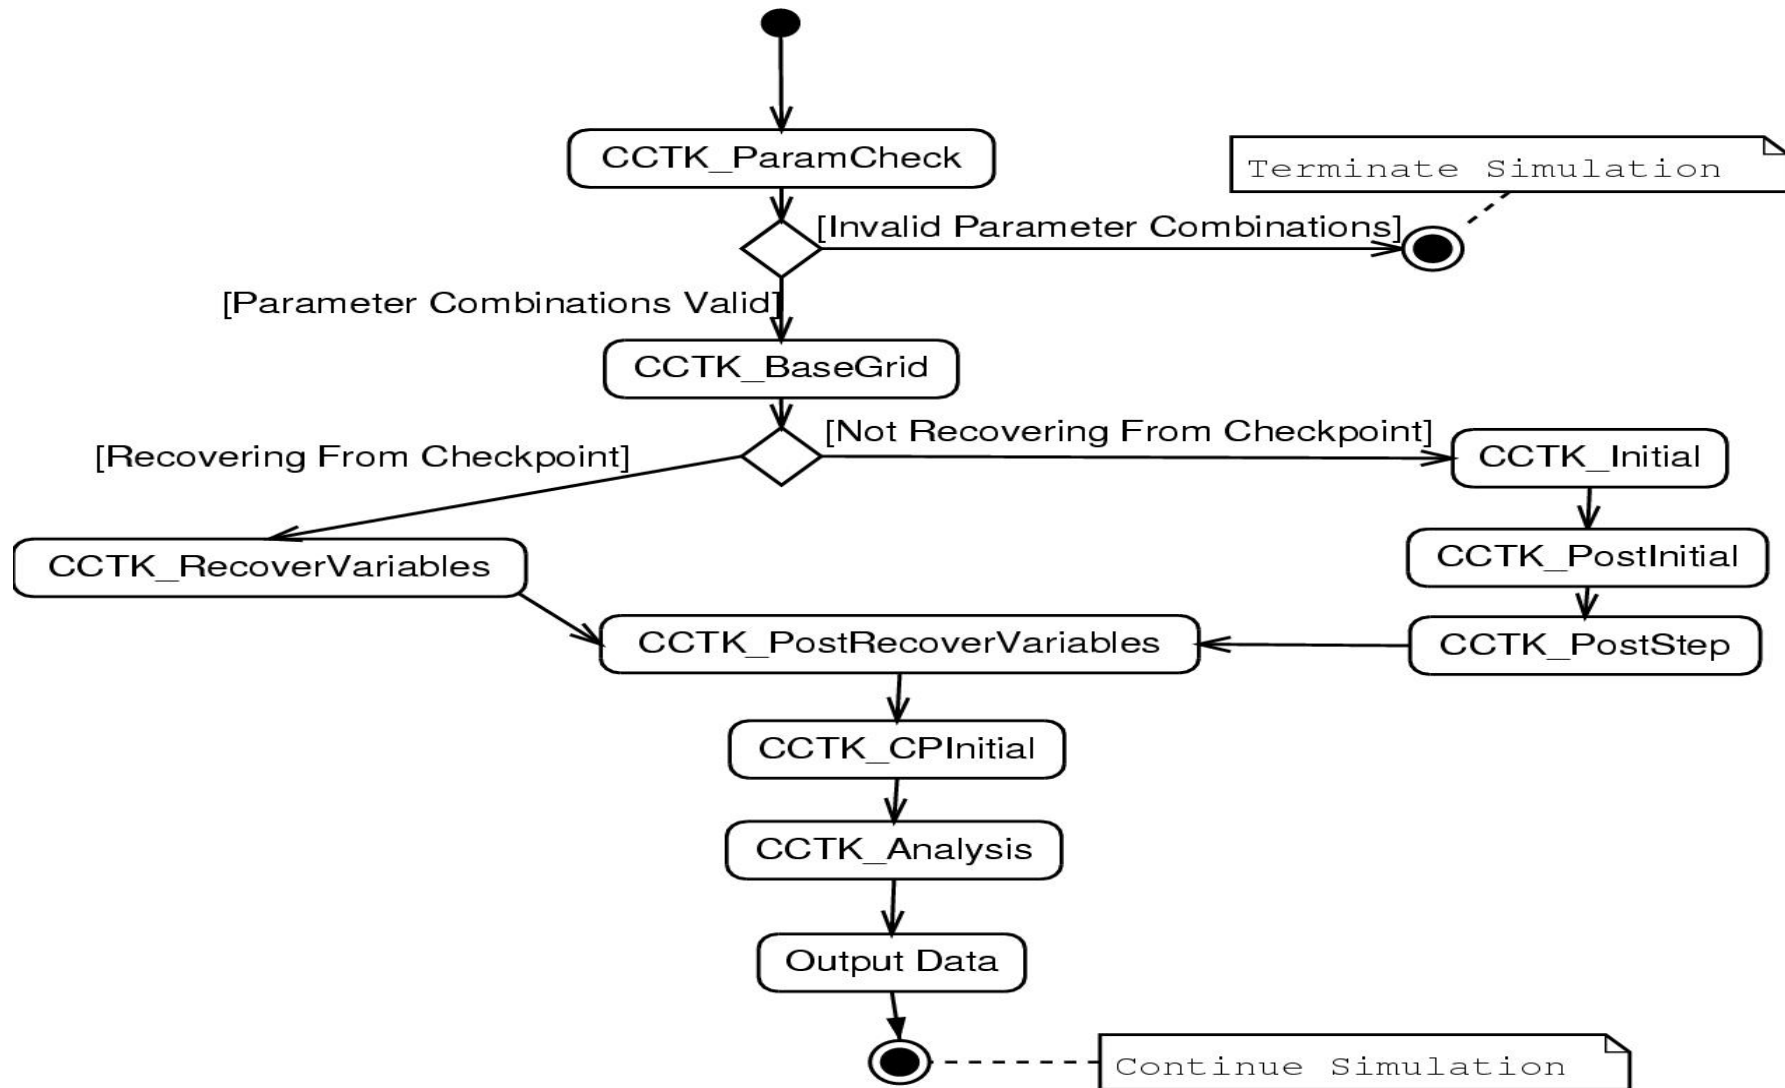 CCTK_ParamCheck
Terminate Simulation
[Invalid Parameter Combinations]
[Parameter Combinations Valid]
CCTK_BaseGrid
[Not Recovering From Checkpoint]
[Recovering From Checkpoint]
CCTK_Initial
CCTK_PostInitial
CCTK_RecoverVariables
CCTK_PostRecoverVariables
CCTK_PostStep
CCTK_CPInitial
CCTK_Analysis
Output Data
Continue Simulation